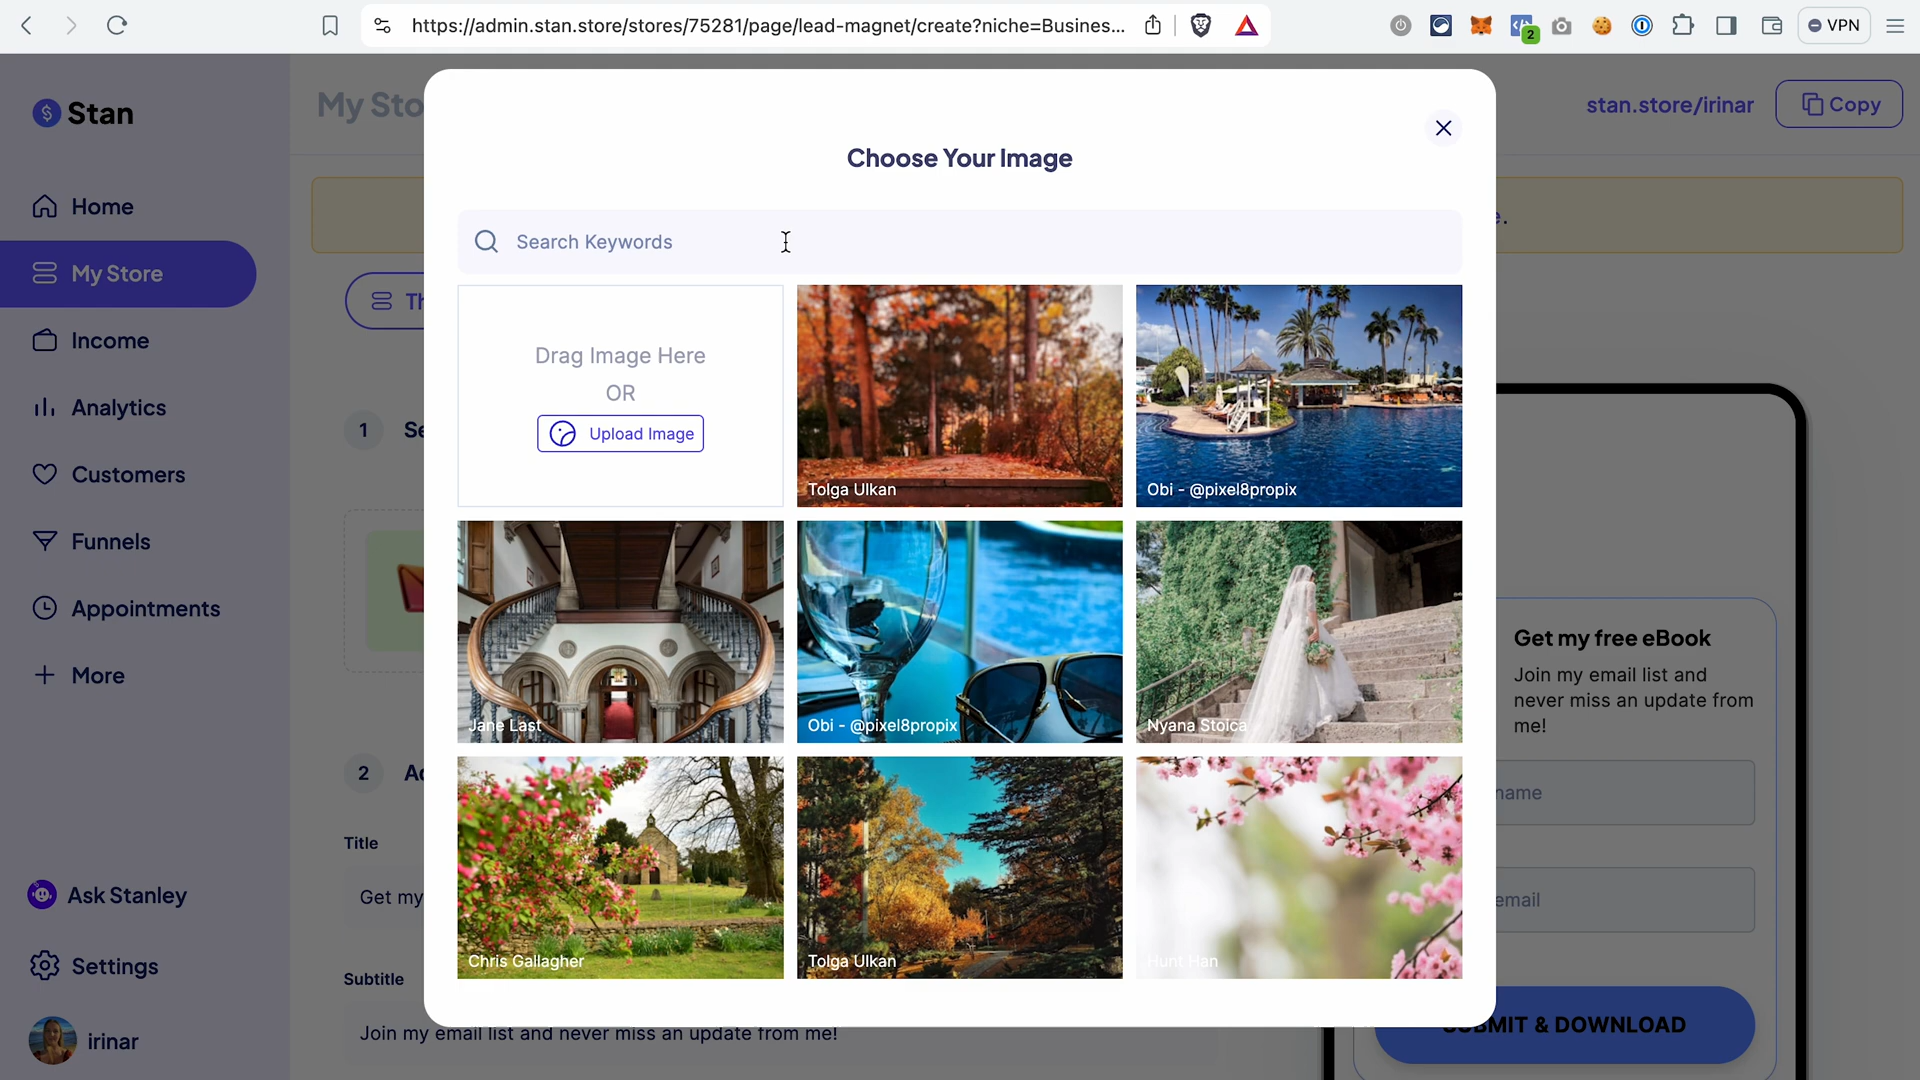 https://admin.stan.store/stores/75281/page/lead-magnet/create?niche=Busines...
2
VPN
Stan
My Sto
stan.store/irinar
Copy
Home
My Store
Income
Analytics
Customers
Funnels
Appointments
More
Ask Stanley
Settings
irinar
Choose Your Image
Search Keywords
Drag Image Here
OR
Upload Image
Tolga Ulkan
Obi - @pixel8propix
Jane Last
Obi - @pixel8propix
Nyana Stoica
Chris Gallagher
Tolga Ulkan
Hunt Han
1
2
Title
Get my
Subtitle
Join my email list and never miss an update from me!
Get my free eBook
Join my email list and
never miss an update from
me!
name
email
SUBMIT & DOWNLOAD